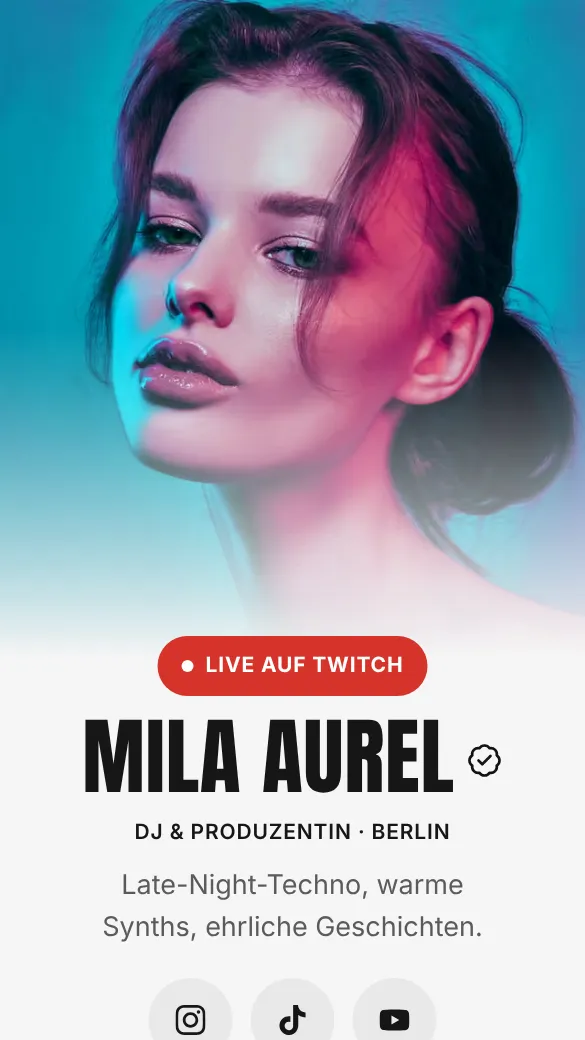 LIVE AUF TWITCH
MILA AUREL
DJ & PRODUZENTIN · BERLIN
Late-Night-Techno, warme
Synths, ehrliche Geschichten.